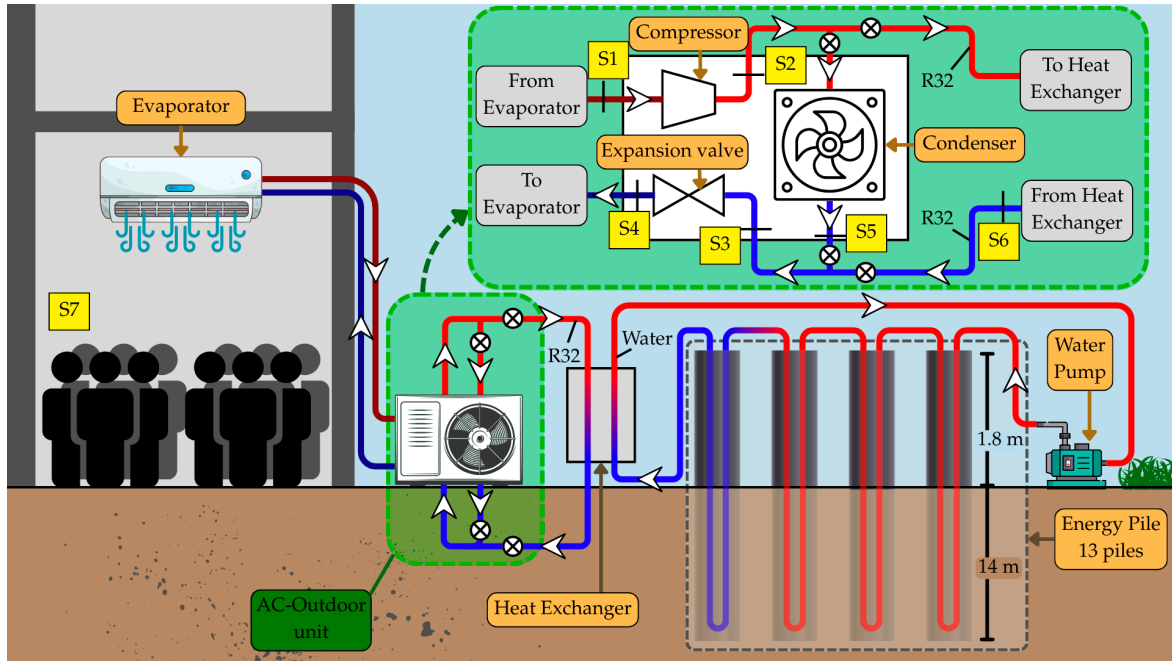 Compressor
S1
S2
From
Evaporator
R32
To Heat
Exchanger
Evaporator
Expansion valve
Condenser
To
Evaporator
S4
S3
S5
R32
S6
From Heat
Exchanger
S7
R32
Water
Water
Pump
1.8 m
14 m
Energy Pile
13 piles
AC-Outdoor
unit
Heat Exchanger